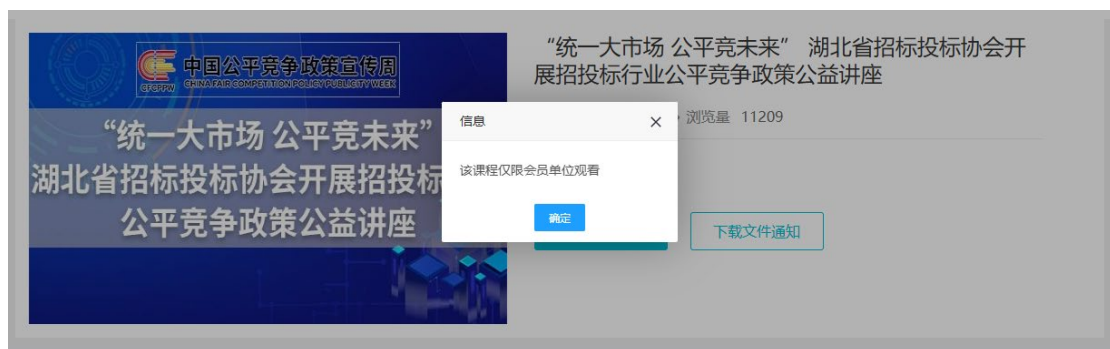 中国公平竞争政策宣传周
CFCPPW CHINA FAIR COMPETITION POLICY PUBLICITY WEEK
“统一大市场 公平竞未来”
湖北省招标投标协会开展招投标
公平竞争政策公益讲座
“统一大市场 公平竞未来” 湖北省招标投标协会开
展招投标行业公平竞争政策公益讲座
浏览量 11209
信息
该课程仅限会员单位观看
确定
下载文件通知